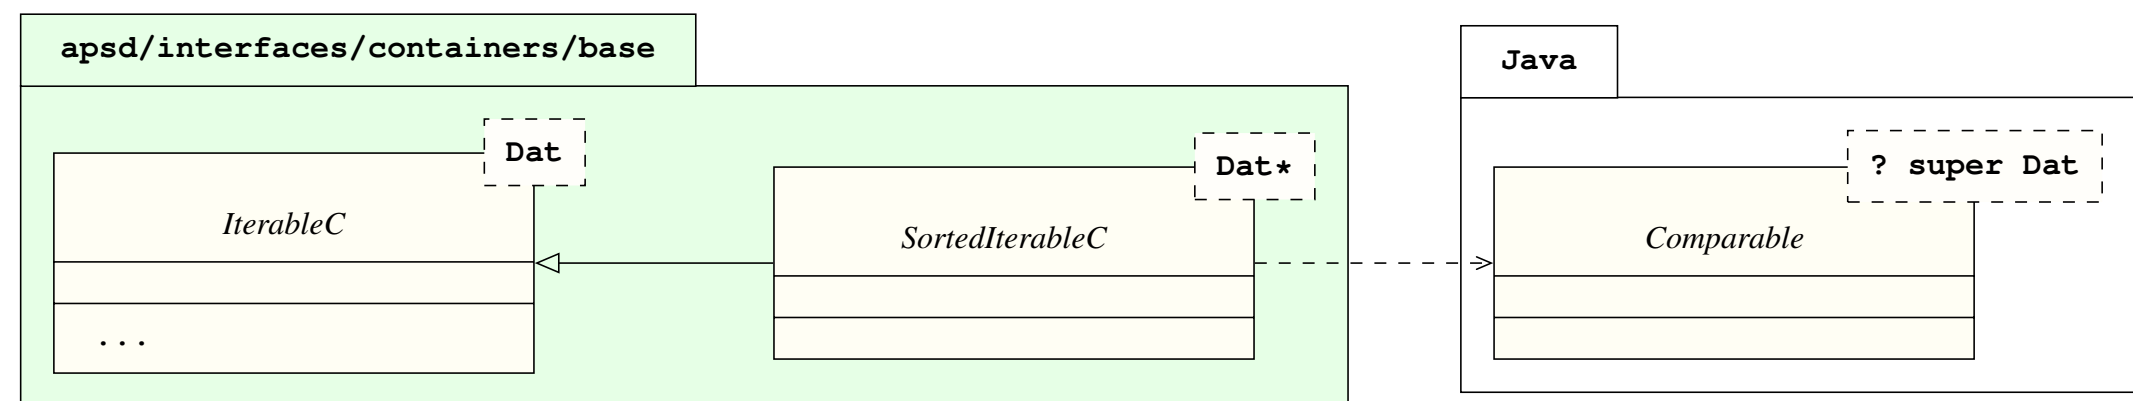 apsd/interfaces/containers/base
Java
Dat
IterableC
...
Dat*
SortedIterableC
? super Dat
Comparable